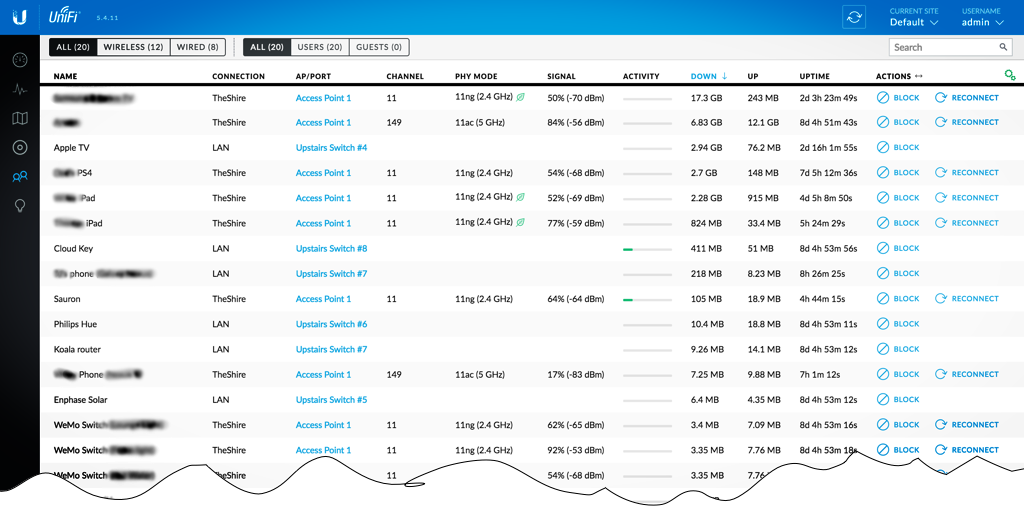 U UniFi 5.4.11 CURRENT SITE USERNAME
Default admin
ALL (20) WIRELESS (12) WIRED (8) ALL (20) USERS (20) GUESTS (0) Search
NAME CONNECTION AP/PORT CHANNEL PHY MODE SIGNAL ACTIVITY DOWN ↓ UP UPTIME ACTIONS ↔
TheShire Access Point 1 11 11ng (2.4 GHz) 50% (-70 dBm) 17.3 GB 243 MB 2d 3h 23m 49s BLOCK RECONNECT
TheShire Access Point 1 149 11ac (5 GHz) 84% (-56 dBm) 6.83 GB 12.1 GB 8d 4h 51m 43s BLOCK RECONNECT
Apple TV LAN Upstairs Switch #4 2.94 GB 76.2 MB 2d 16h 1m 55s BLOCK
PS4 TheShire Access Point 1 11 11ng (2.4 GHz) 54% (-68 dBm) 2.7 GB 148 MB 7d 5h 12m 36s BLOCK RECONNECT
iPad TheShire Access Point 1 11 11ng (2.4 GHz) 52% (-69 dBm) 2.28 GB 915 MB 4d 5h 8m 50s BLOCK RECONNECT
iPad TheShire Access Point 1 11 11ng (2.4 GHz) 77% (-59 dBm) 824 MB 33.4 MB 5h 24m 29s BLOCK RECONNECT
Cloud Key LAN Upstairs Switch #8 411 MB 51 MB 8d 4h 53m 56s BLOCK
phone LAN Upstairs Switch #7 218 MB 8.23 MB 8h 26m 25s BLOCK
Sauron TheShire Access Point 1 11 11ng (2.4 GHz) 64% (-64 dBm) 105 MB 18.9 MB 4h 44m 15s BLOCK RECONNECT
Philips Hue LAN Upstairs Switch #6 10.4 MB 18.8 MB 8d 4h 53m 11s BLOCK
Koala router LAN Upstairs Switch #7 9.26 MB 14.1 MB 8d 4h 53m 12s BLOCK
Phone TheShire Access Point 1 149 11ac (5 GHz) 17% (-83 dBm) 7.25 MB 9.88 MB 7h 1m 12s BLOCK RECONNECT
Enphase Solar LAN Upstairs Switch #5 6.4 MB 4.35 MB 8d 4h 53m 12s BLOCK
WeMo Switch TheShire Access Point 1 11 11ng (2.4 GHz) 62% (-65 dBm) 3.4 MB 7.09 MB 8d 4h 53m 16s BLOCK RECONNECT
WeMo Switch TheShire Access Point 1 11 11ng (2.4 GHz) 92% (-53 dBm) 3.35 MB 7.76 MB 8d 4h 53m 18s BLOCK RECONNECT
WeMo Switch TheShire Access Point 1 11 54% (-68 dBm) 3.35 MB 7.76